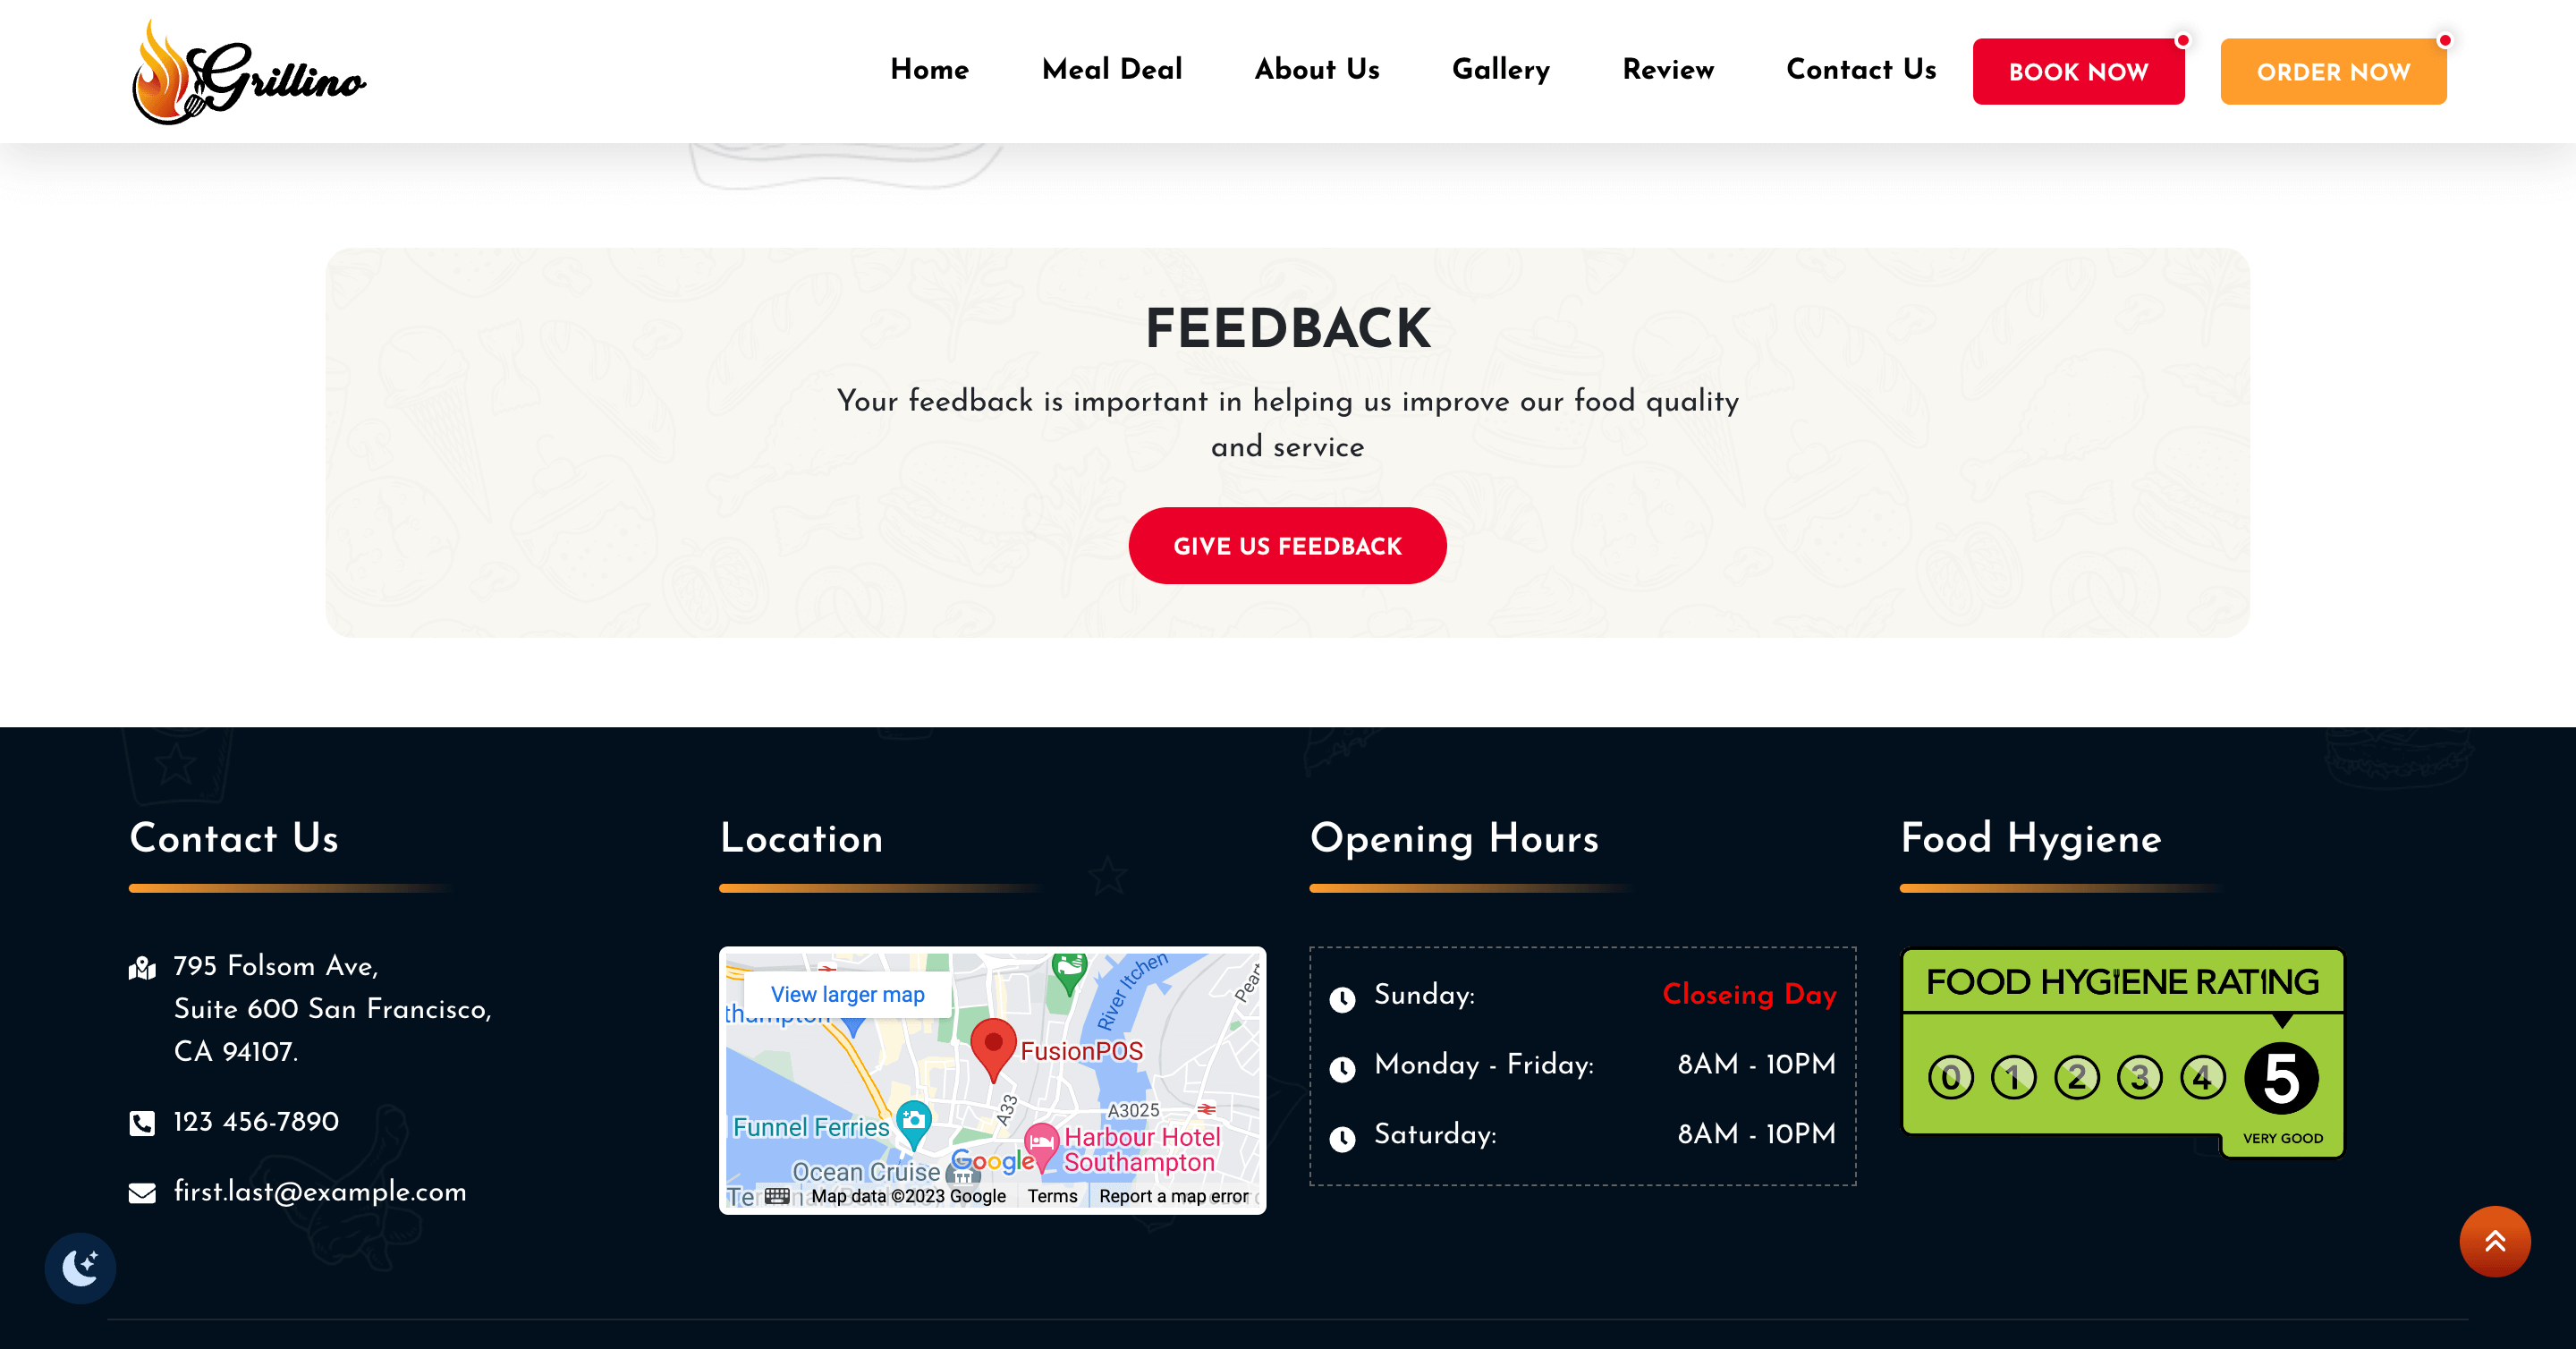 Grillino
Home
Meal Deal
About Us
Gallery
Review
Contact Us
BOOK NOW
ORDER NOW
FEEDBACK
Your feedback is important in helping us improve our food quality
and service
GIVE US FEEDBACK
Contact Us
795 Folsom Ave,
Suite 600 San Francisco,
CA 94107.
123 456-7890
first.last@example.com
Location
View larger map
thampton
River Itchen
Peart
FusionPOS
A33
A3025
Funnel Ferries
Harbour Hotel
Southampton
Ocean Cruise
Google
Map data ©2023 Google
Terms
Report a map error
Opening Hours
Sunday:
Closeing Day
Monday - Friday:
8AM - 10PM
Saturday:
8AM - 10PM
Food Hygiene
FOOD HYGIENE RATING
0 1 2 3 4 5
VERY GOOD